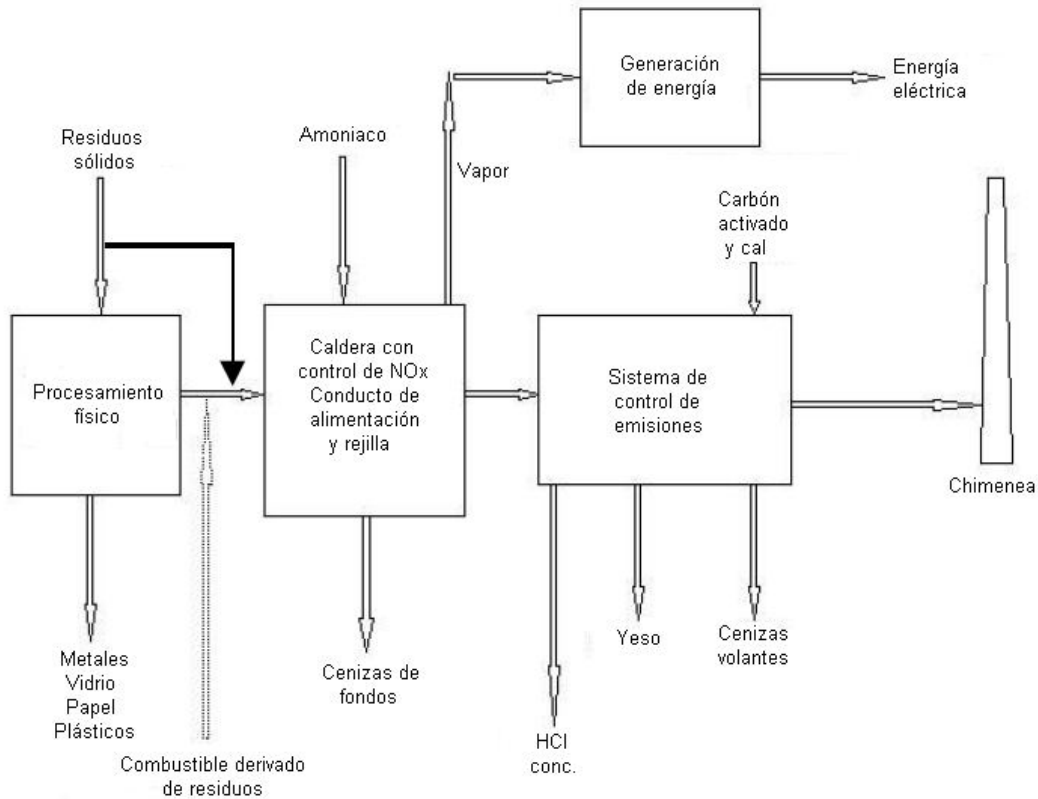 Generación
de energía
Energía
eléctrica
Residuos
sólidos
Amoniaco
Vapor
Carbón
activado
y cal
Procesamiento
físico
Caldera con
control de NOx
Conducto de
alimentación
y rejilla
Sistema de
control de
emisiones
Chimenea
Metales
Vidrio
Papel
Plásticos
Cenizas de
fondos
Yeso
Cenizas
volantes
HCl
conc.
Combustible derivado
de residuos